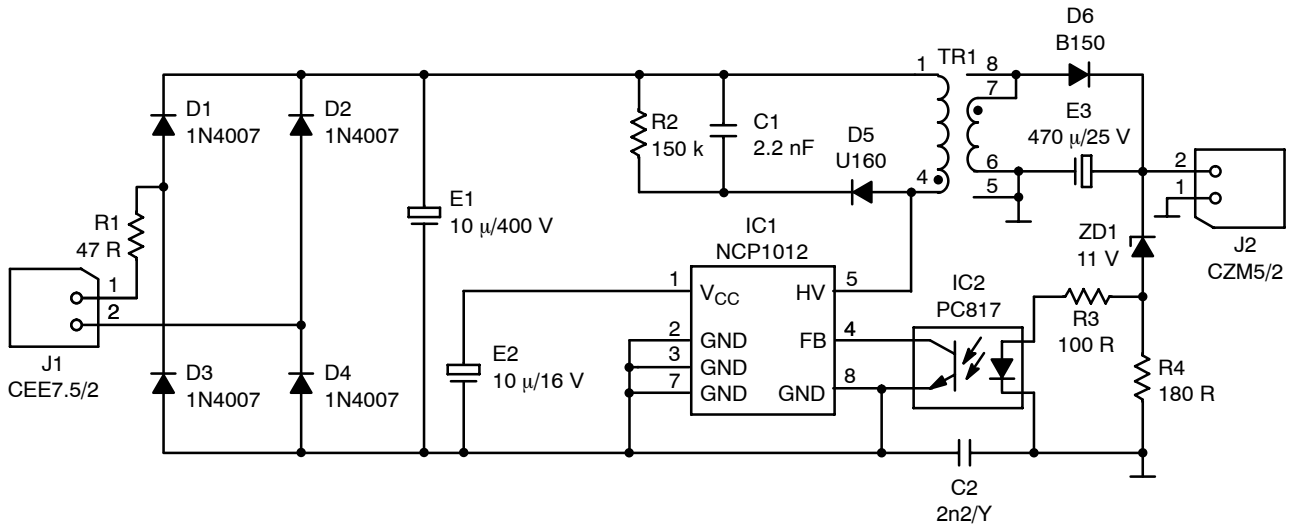 D6
B150
TR1
1
8
7
D1
1N4007
D2
1N4007
R2
150 k
C1
2.2 nF
D5
U160
E3
470 μ/25 V
4
6
5
2
1
R1
47 R
E1
10 μ/400 V
IC1
NCP1012
ZD1
11 V
J2
CZM5/2
1
2
J1
CEE7.5/2
1
VCC
HV
5
IC2
PC817
R3
100 R
2
GND
FB
4
3
GND
7
GND
GND
8
E2
10 μ/16 V
D3
1N4007
D4
1N4007
R4
180 R
C2
2n2/Y